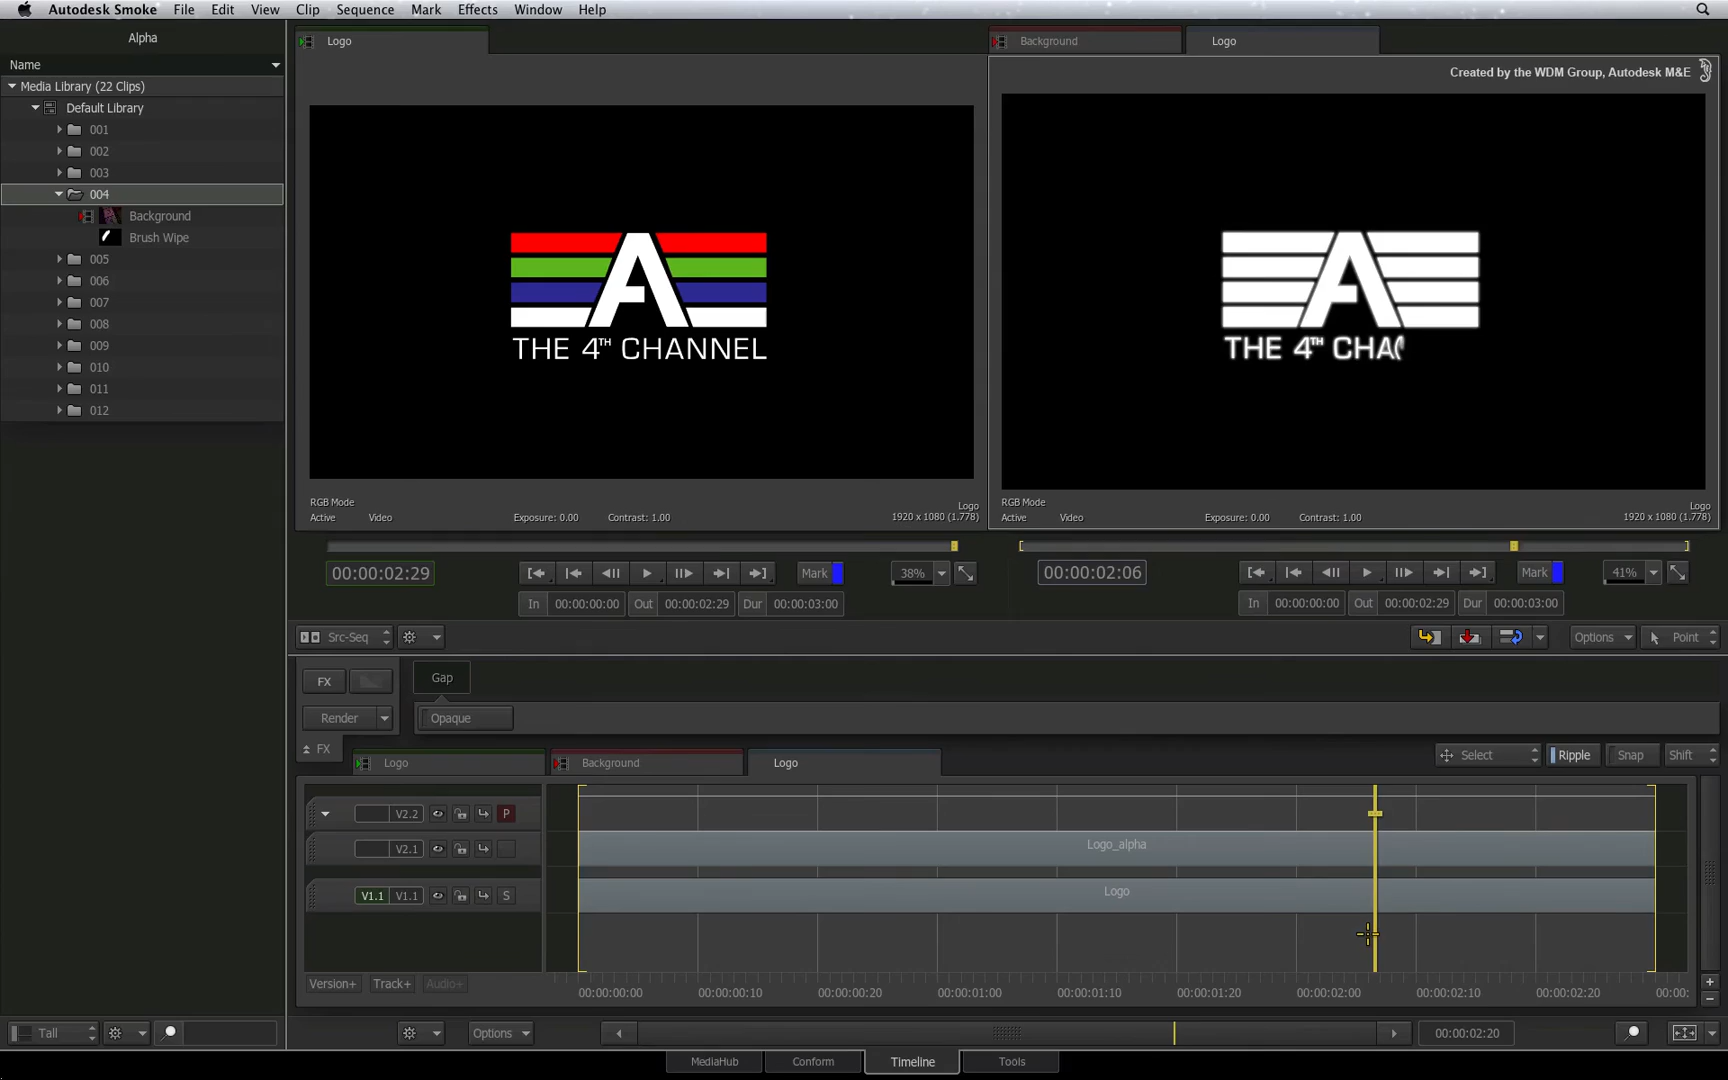 Autodesk Smoke File Edit View Clip Sequence Mark Effects Window Help
Alpha
Name
Media Library (22 Clips)
Default Library
001
002
003
004
Background
Brush Wipe
005
006
007
008
009
010
011
012
Tall
Logo
THE 4TH CHANNEL
RGB Mode
Active Video Exposure: 0.00 Contrast: 1.00
Logo
1920 x 1080 (1.778)
00:00:02:29
Mark
38%
In 00:00:00:00 Out 00:00:02:29 Dur 00:00:03:00
Background Logo
Created by the WDM Group, Autodesk M&E
THE 4TH CHA
RGB Mode
Active Video Exposure: 0.00 Contrast: 1.00
Logo
1920 x 1080 (1.778)
00:00:02:06
Mark
41%
In 00:00:00:00 Out 00:00:02:29 Dur 00:00:03:00
Src-Seq
Options Point
FX
Gap
Render
Opaque
FX
Logo Background Logo
Select Ripple Snap Shift
V2.2 P
V2.1 Logo_alpha
V1.1 V1.1 S Logo
Version+ Track+ Audio+
00:00:00:00 00:00:00:10 00:00:00:20 00:00:01:00 00:00:01:10 00:00:01:20 00:00:02:00 00:00:02:10 00:00:02:20 00:00:
Options
00:00:02:20
MediaHub Conform Timeline Tools